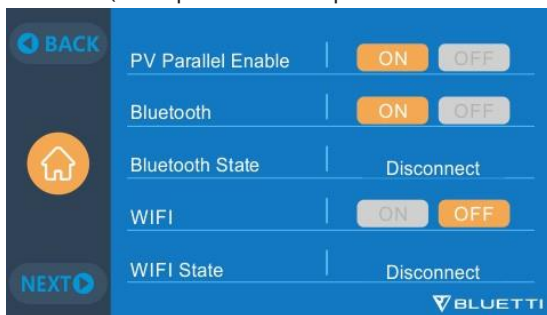 BACK
PV Parallel Enable ON OFF
Bluetooth ON OFF
Bluetooth State Disconnect
WIFI ON OFF
WIFI State Disconnect
NEXT
BLUETTI